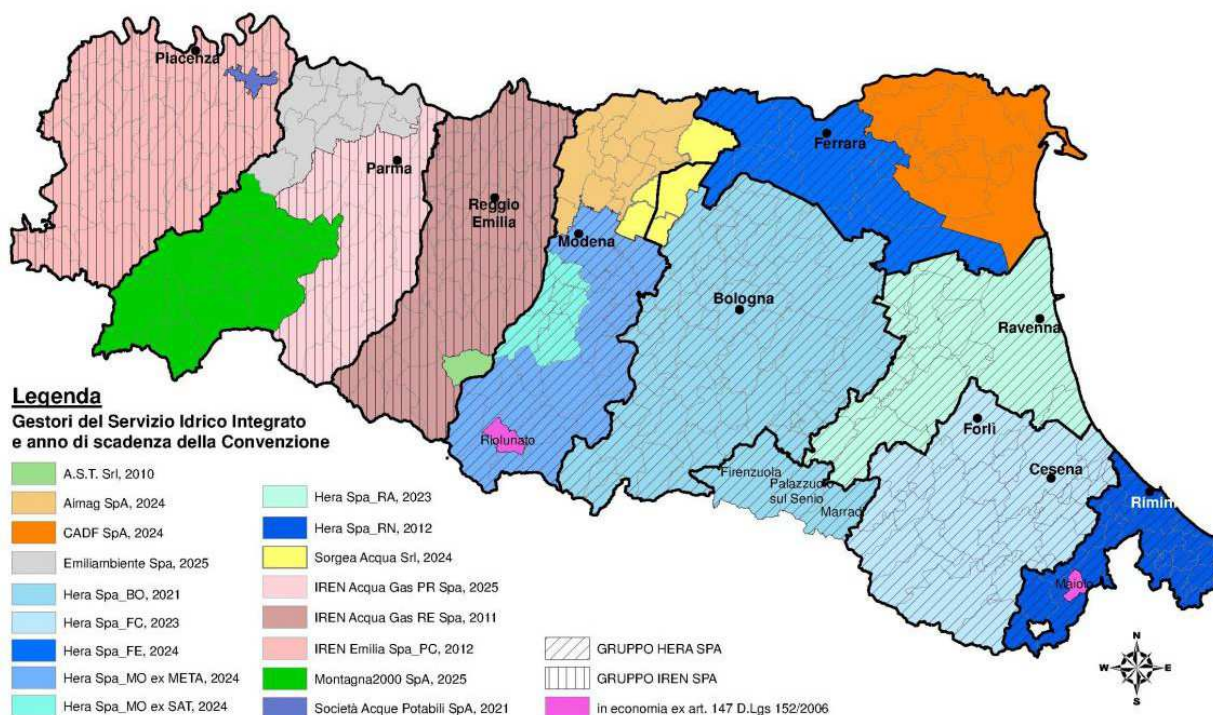 Piacenza
Parma
Reggio
Emilia
Modena
Ferrara
Bologna
Ravenna
Forlì
Cesena
Rimini
Riolunato
Firenzuola
Palazzuolo
sul Senio
Marradi
Maiolo
Legenda
Gestori del Servizio Idrico Integrato
e anno di scadenza della Convenzione
A.S.T. Srl, 2010
Aimag SpA, 2024
CADF SpA, 2024
Emiliambiente Spa, 2025
Hera Spa_BO, 2021
Hera Spa_FC, 2023
Hera Spa_FE, 2024
Hera Spa_MO ex META, 2024
Hera Spa_MO ex SAT, 2024
Hera Spa_RA, 2023
Hera Spa_RN, 2012
Sorgea Acqua Srl, 2024
IREN Acqua Gas PR Spa, 2025
IREN Acqua Gas RE Spa, 2011
IREN Emilia Spa_PC, 2012
Montagna2000 SpA, 2025
Società Acque Potabili SpA, 2021
GRUPPO HERA SPA
GRUPPO IREN SPA
in economia ex art. 147 D.Lgs 152/2006
N
W E
S